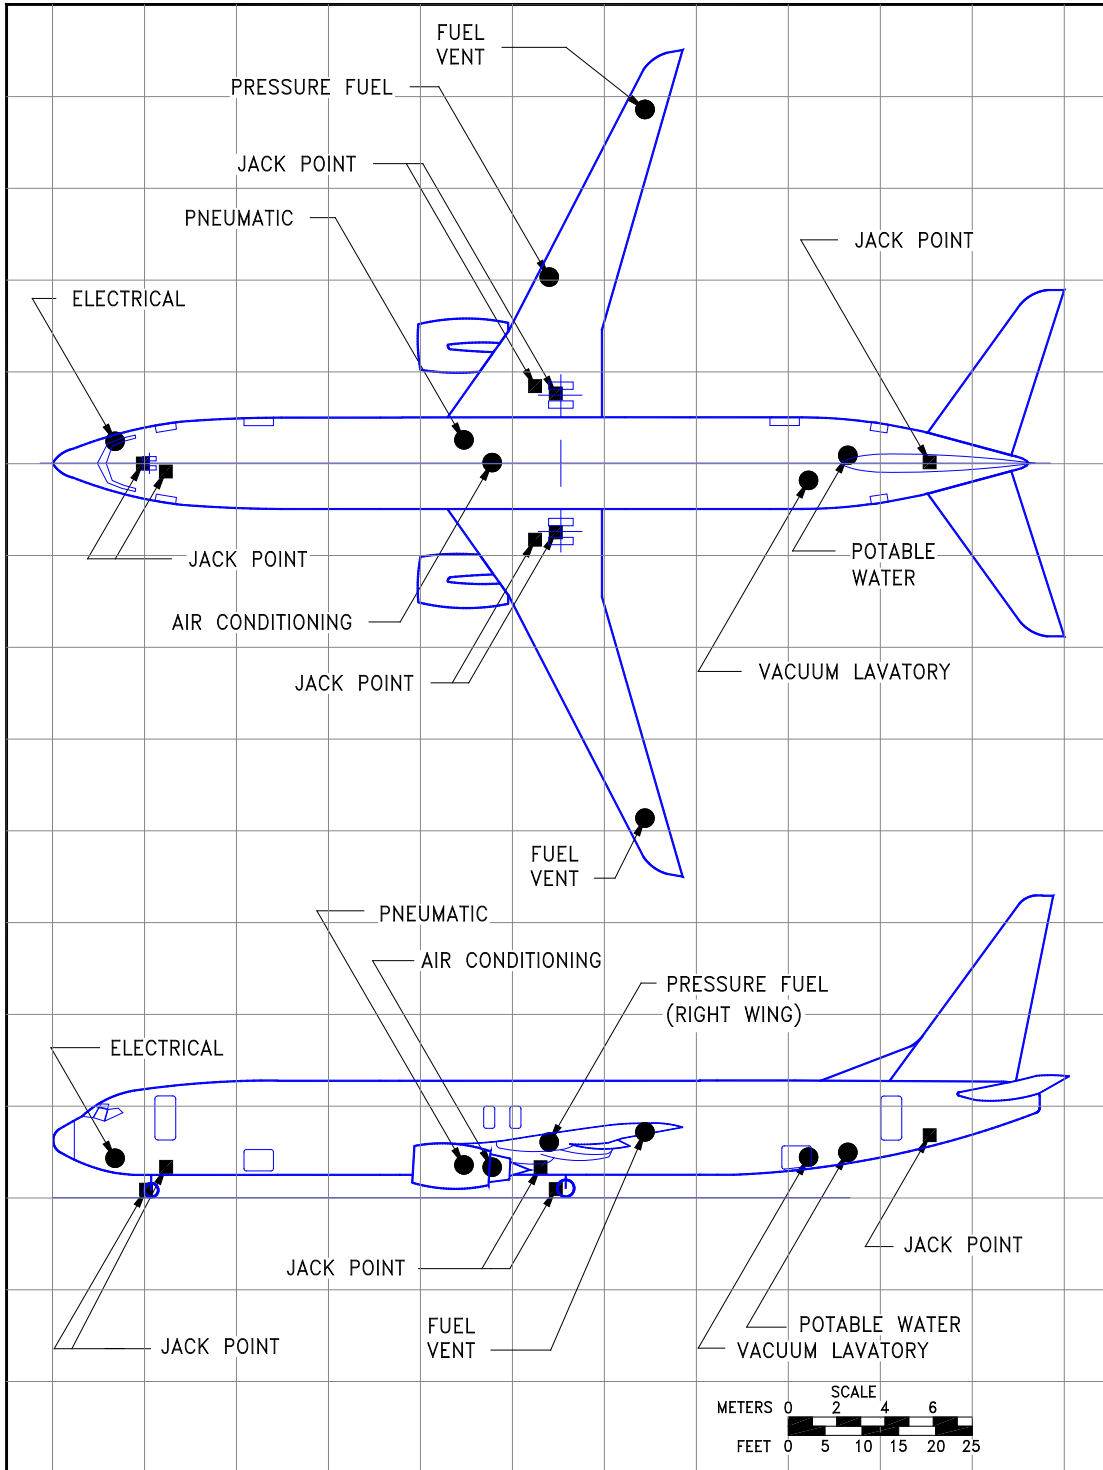 FUEL
VENT
PRESSURE FUEL
JACK POINT
PNEUMATIC
JACK POINT
ELECTRICAL
JACK POINT
POTABLE
WATER
AIR CONDITIONING
VACUUM LAVATORY
JACK POINT
FUEL
VENT
PNEUMATIC
AIR CONDITIONING
PRESSURE FUEL
(RIGHT WING)
ELECTRICAL
JACK POINT
JACK POINT
FUEL
VENT
POTABLE WATER
JACK POINT
VACUUM LAVATORY
SCALE
METERS 0 2 4 6
FEET 0 5 10 15 20 25